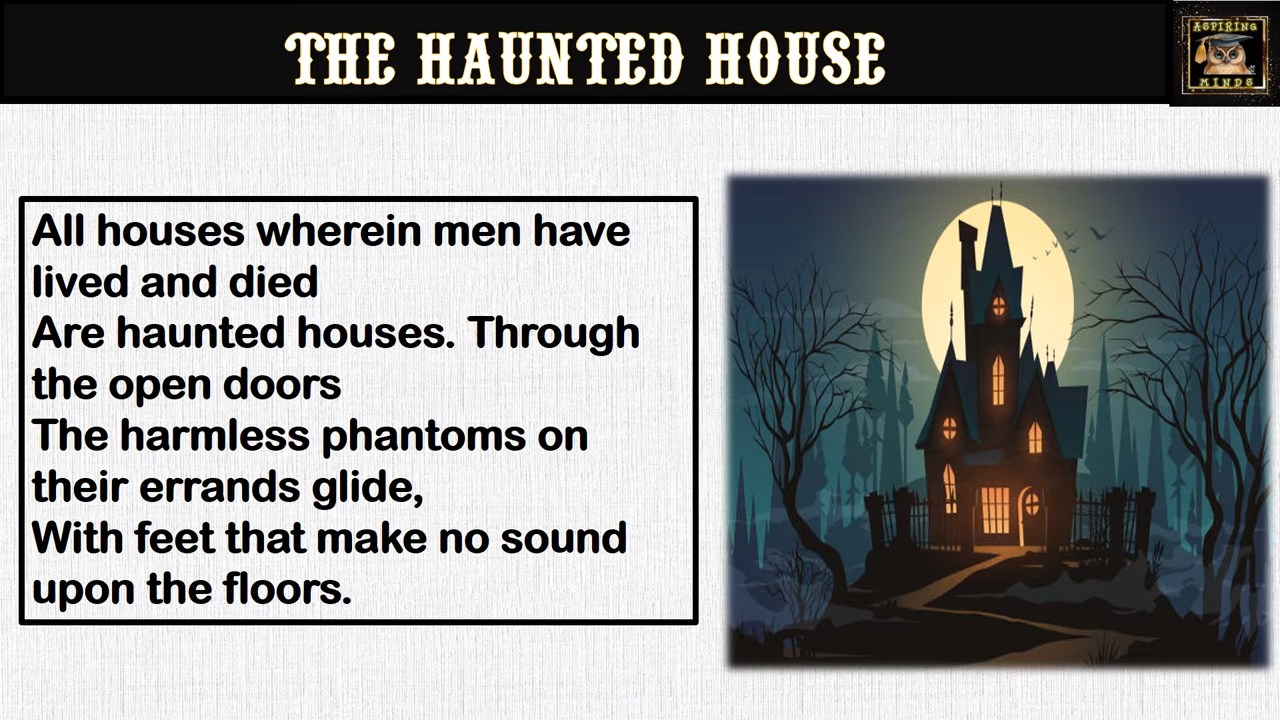 THE HAUNTED HOUSE
ASPIRING
MINDS
All houses wherein men have
lived and died
Are haunted houses. Through
the open doors
The harmless phantoms on
their errands glide,
With feet that make no sound
upon the floors.